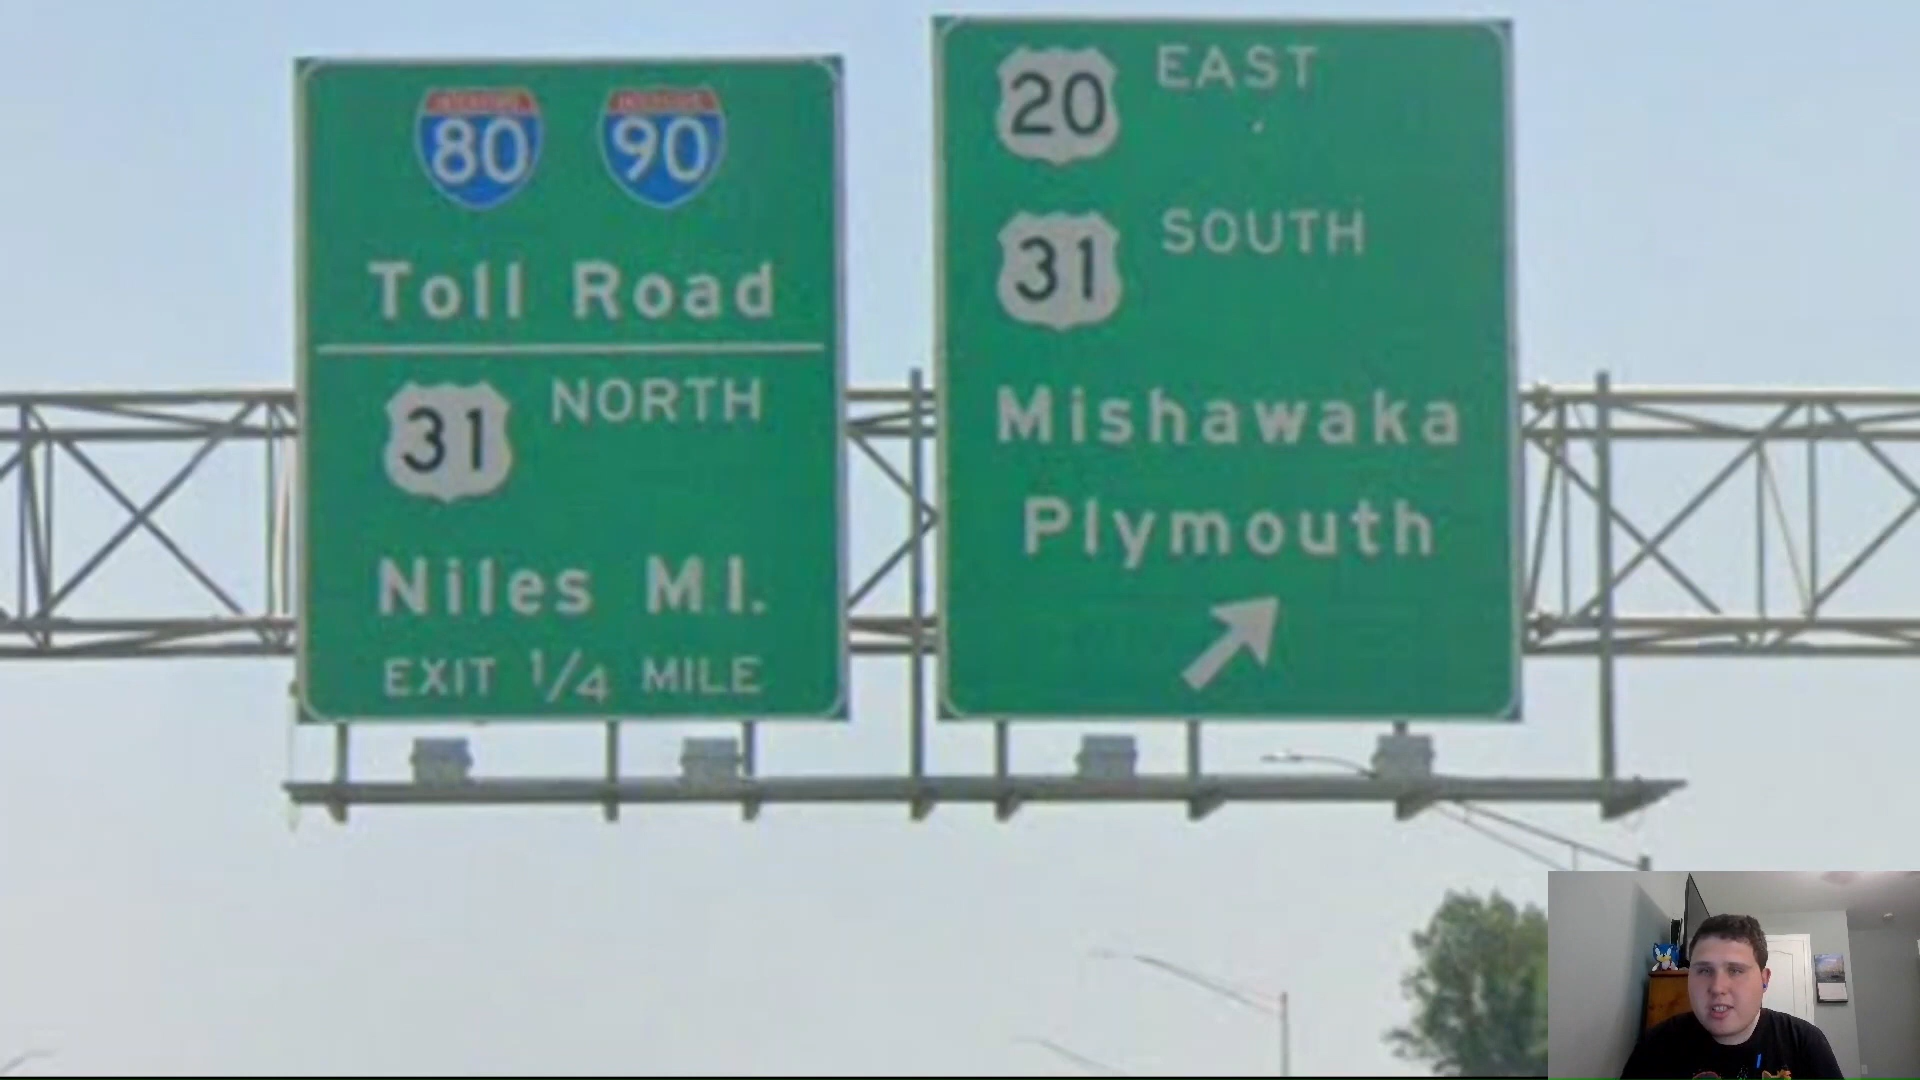 80 90
Toll Road
31 NORTH
Niles MI.
EXIT 1/4 MILE
20 EAST
31 SOUTH
Mishawaka
Plymouth